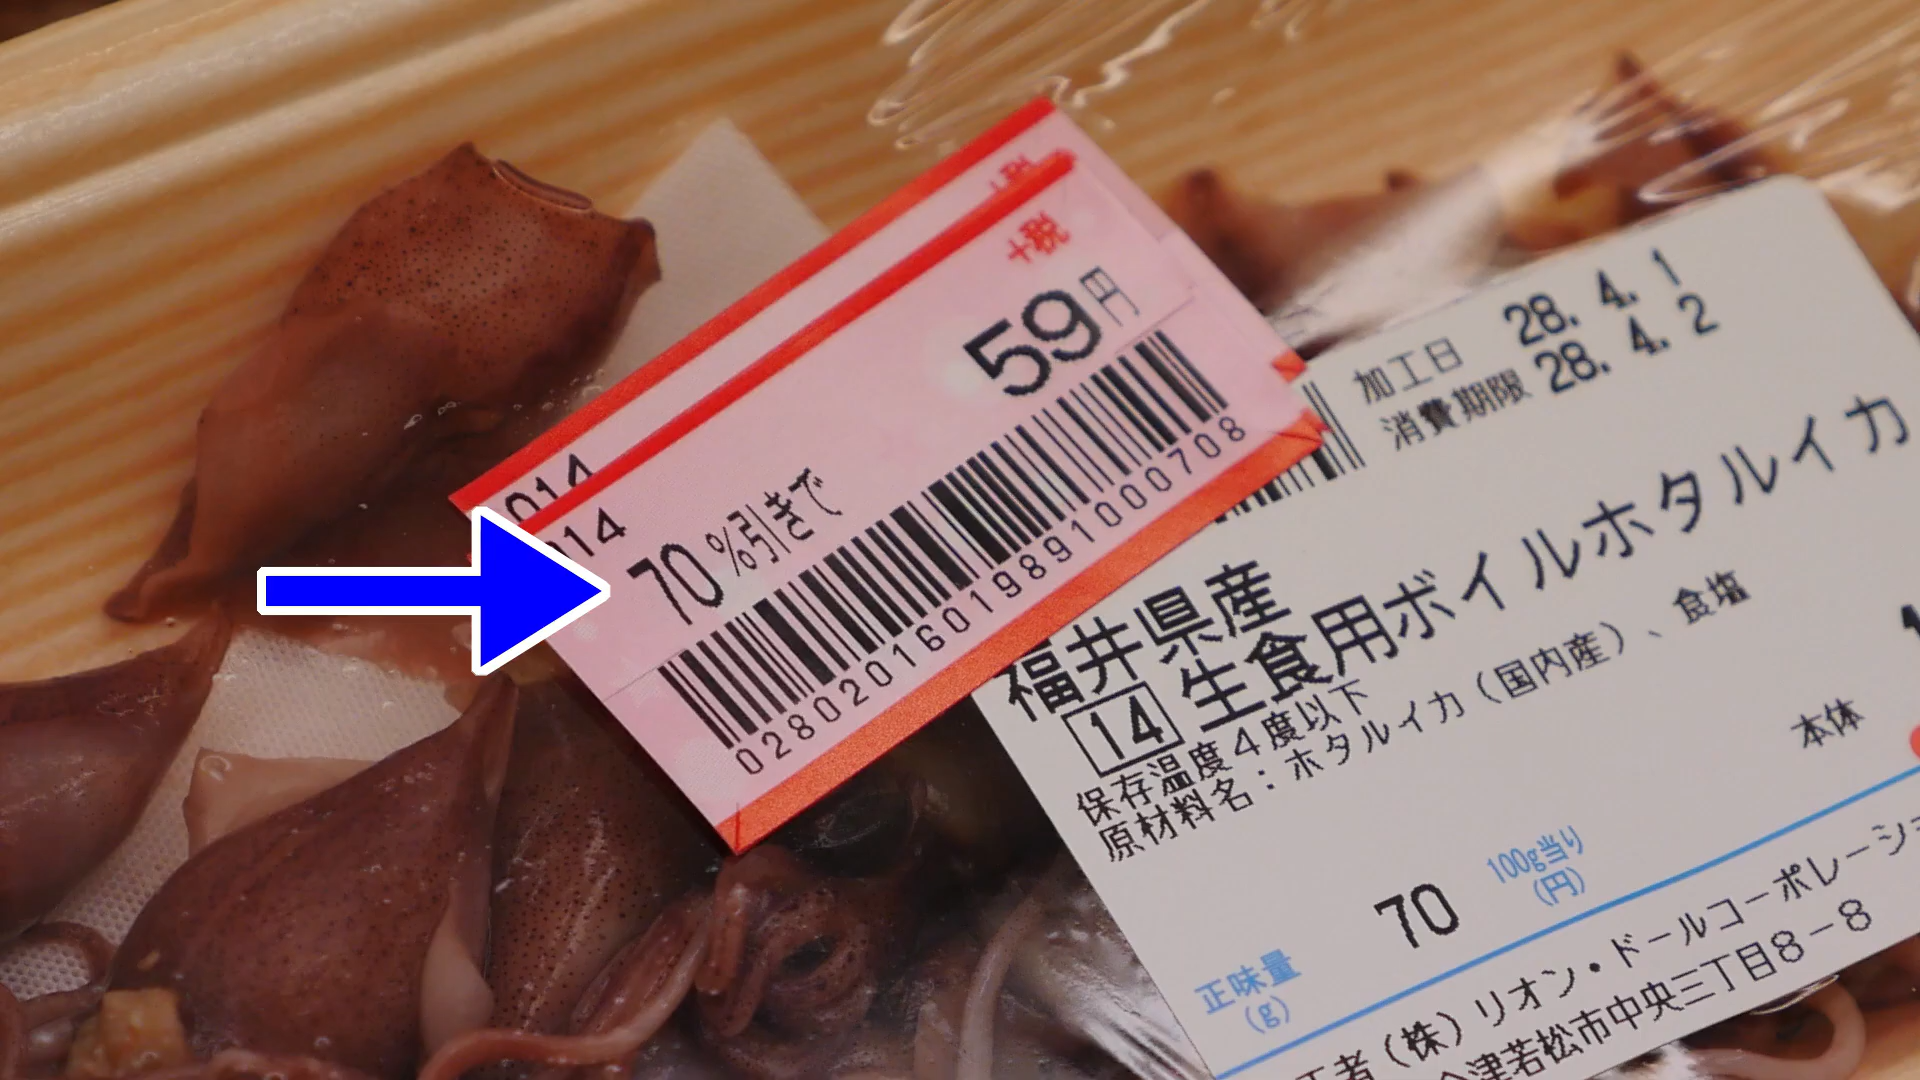 +税
59円
014
014
70%引きで
0280201601989100070 8
加工日 28. 4. 1
消費期限 28. 4. 2
福井県産
14 生食用ボイルホタルイカ
保存温度4度以下
原材料名:ホタルイカ(国内産)、食塩
本体
70 100g当り
(円)
正味量
(g)
者(株)リオン・ドールコーポレーショ
津若松市中央三丁目8-8